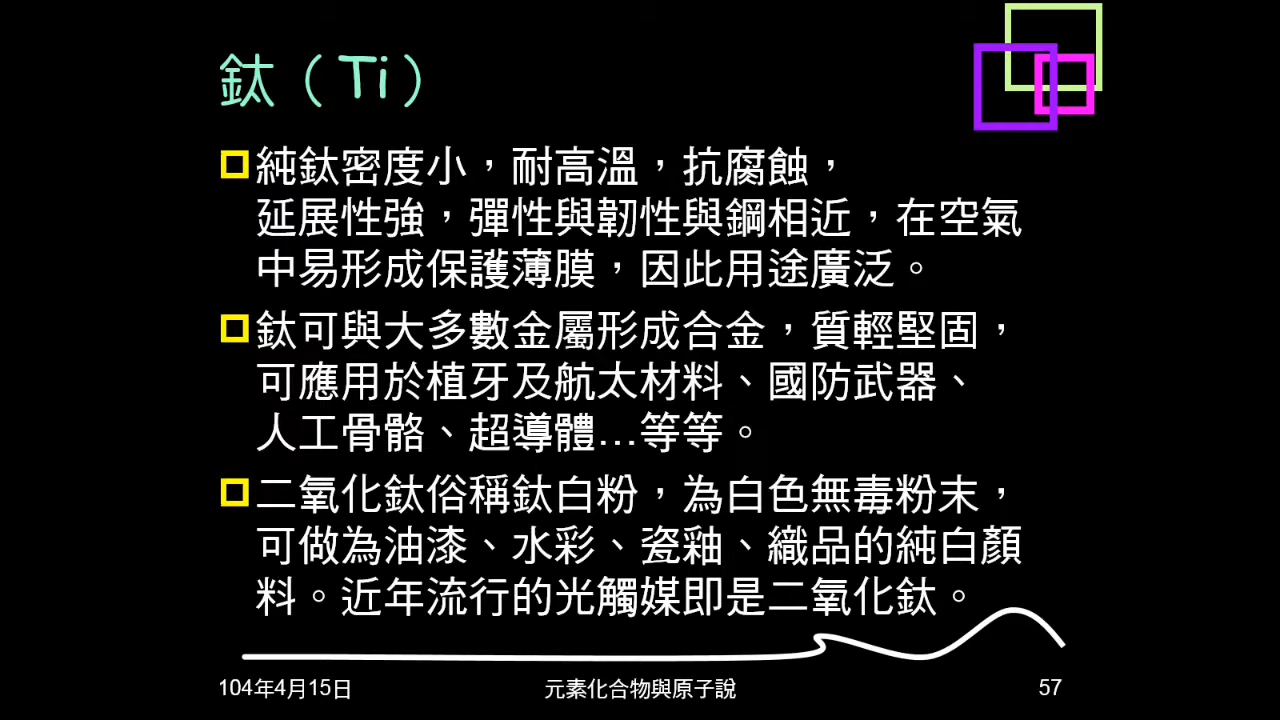 鈦（Ti）
純鈦密度小，耐高溫，抗腐蝕，
延展性強，彈性與韌性與鋼相近，在空氣
中易形成保護薄膜，因此用途廣泛。
鈦可與大多數金屬形成合金，質輕堅固，
可應用於植牙及航太材料、國防武器、
人工骨骼、超導體…等等。
二氧化鈦俗稱鈦白粉，為白色無毒粉末，
可做為油漆、水彩、瓷釉、織品的純白顏
料。近年流行的光觸媒即是二氧化鈦。
104年4月15日
元素化合物與原子說
57